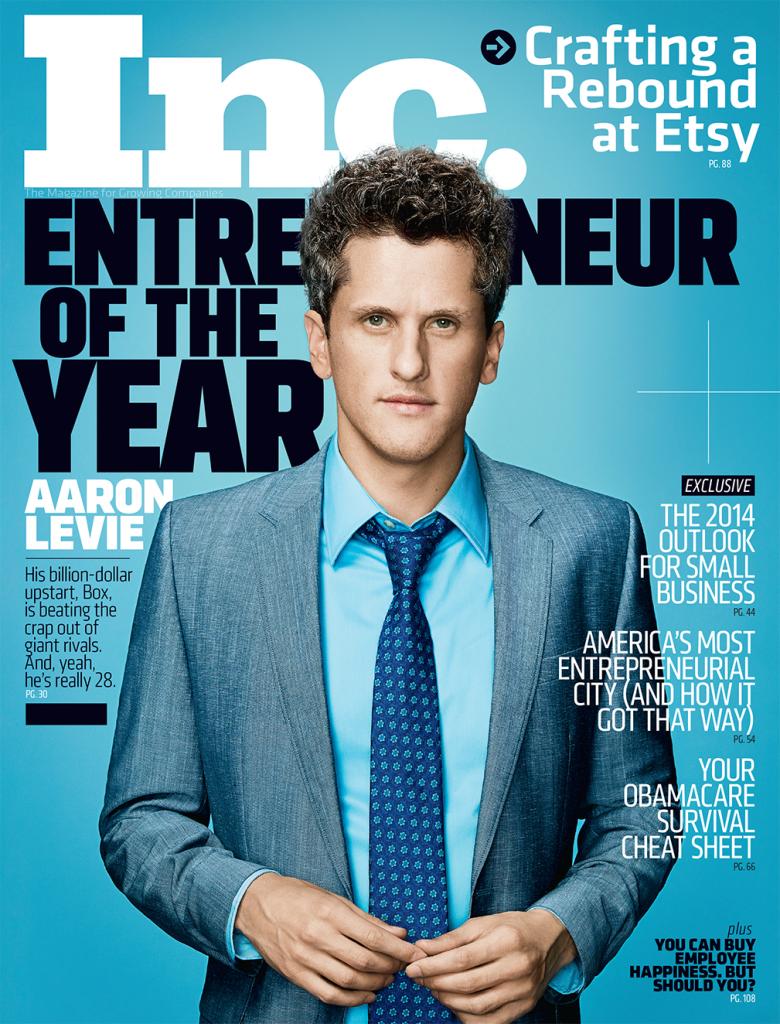 Inc.
The Magazine for Growing Companies
Crafting a
Rebound
at Etsy
PG. 88
ENTRE NEUR
OF THE
YEAR
AARON
LEVIE
His billion-dollar
upstart, Box,
is beating the
crap out of
giant rivals.
And, yeah,
he's really 28.
PG. 30
EXCLUSIVE
THE 2014
OUTLOOK
FOR SMALL
BUSINESS
PG. 44
AMERICA'S MOST
ENTREPRENEURIAL
CITY (AND HOW IT
GOT THAT WAY)
PG. 54
YOUR
OBAMACARE
SURVIVAL
CHEAT SHEET
PG. 66
plus
YOU CAN BUY
EMPLOYEE
HAPPINESS. BUT
SHOULD YOU?
PG. 108